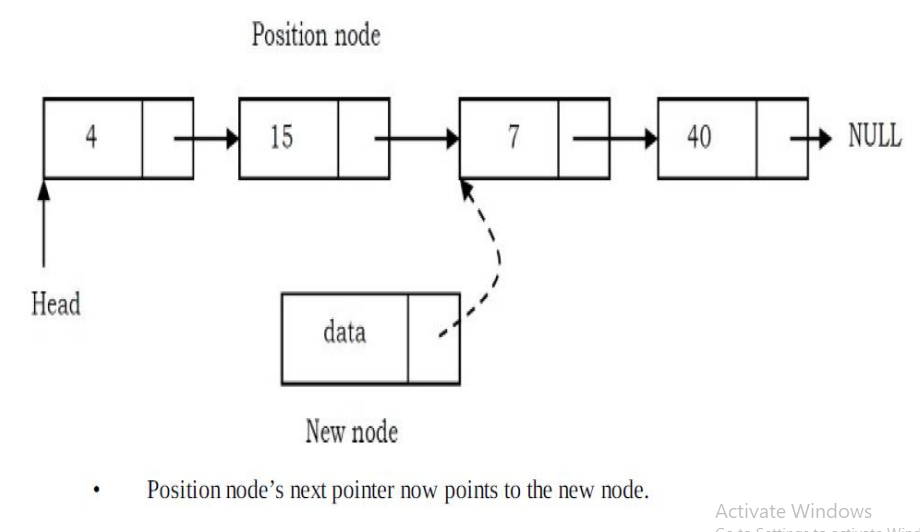 Position node
4 15 7 40 NULL
Head
data
New node
• Position node’s next pointer now points to the new node.
Activate Windows